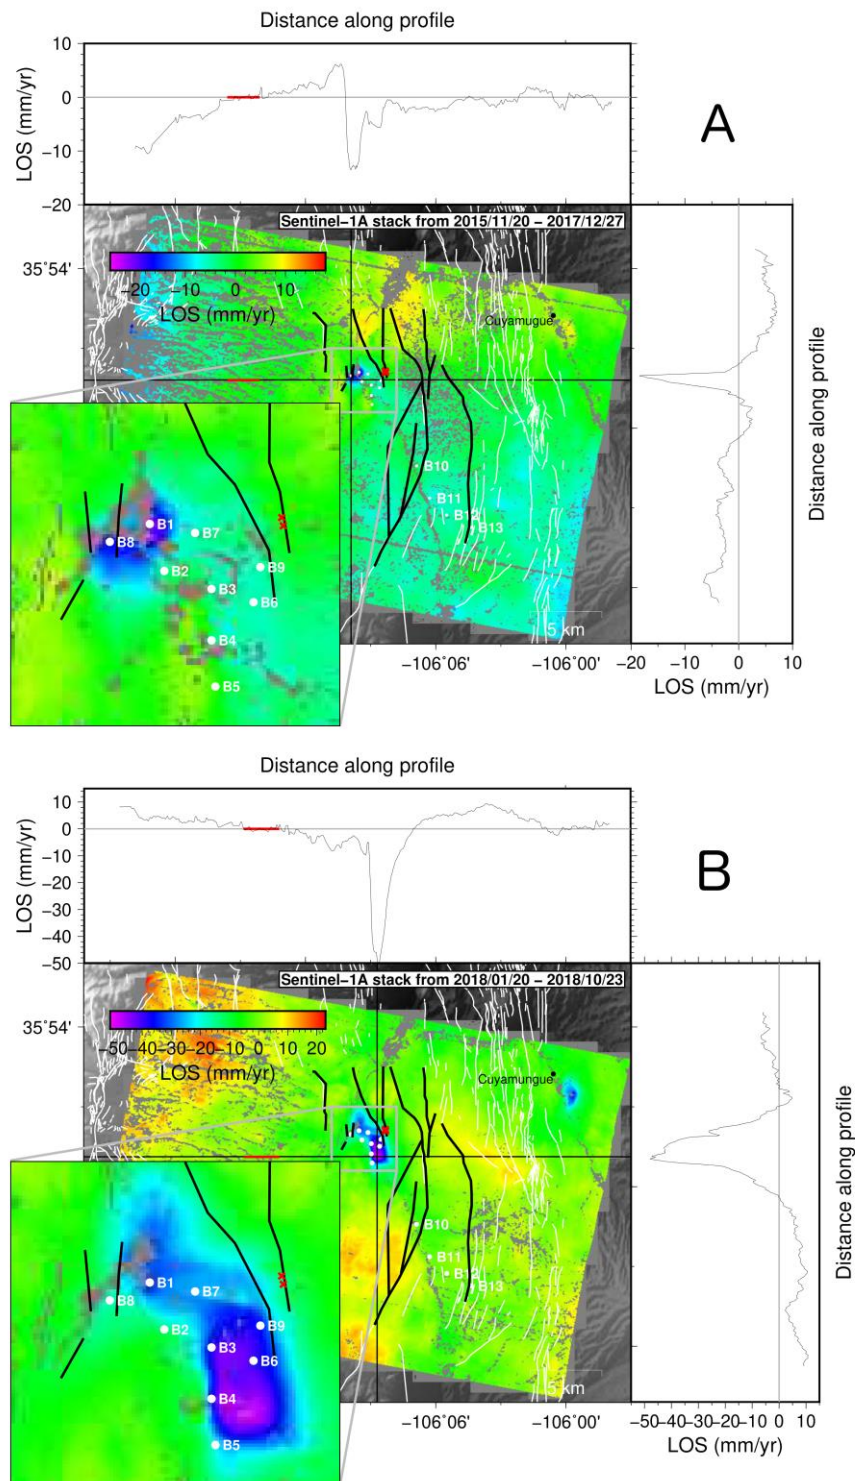 Distance along profile
10
0
−10
−20
LOS (mm/yr)
A
Sentinel−1A stack from 2015/11/20 − 2017/12/27
35˚54'
−20 −10 0 10
LOS (mm/yr)
Cuyamugue
B10
B11
B12
B13
B1
B7
B8
B2
B9
B3
B6
B4
B5
5 km
−106˚06' −106˚00'
−20 −10 0 10
LOS (mm/yr)
Distance along profile
Distance along profile
10
0
−10
−20
−30
−40
−50
LOS (mm/yr)
B
Sentinel−1A stack from 2018/01/20 − 2018/10/23
35˚54'
−50 −40 −30 −20 −10 0 10 20
LOS (mm/yr)
Cuyamungue
B10
B11
B12
B13
B1
B7
B8
B2
B9
B3
B6
B4
B5
5 km
−106˚06' −106˚00'
−50 −40 −30 −20 −10 0 10
LOS (mm/yr)
Distance along profile